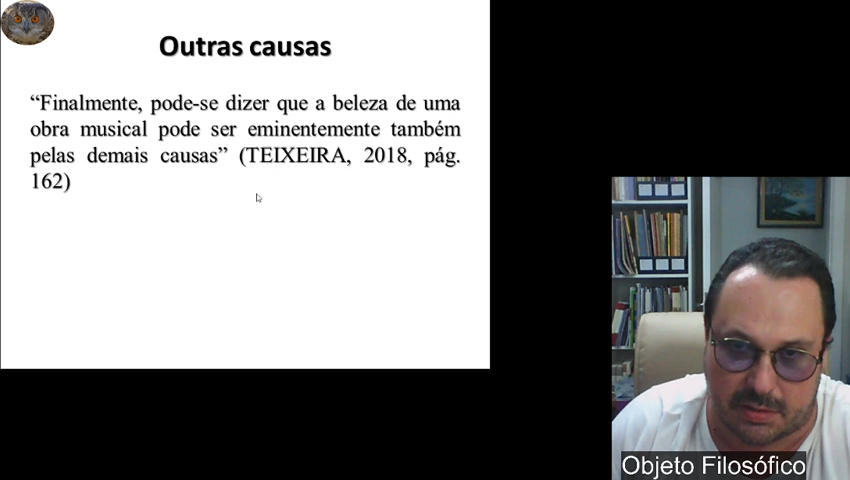 Outras causas
“Finalmente, pode-se dizer que a beleza de uma
obra musical pode ser eminentemente também
pelas demais causas” (TEIXEIRA, 2018, pág.
162)
Objeto Filosófico